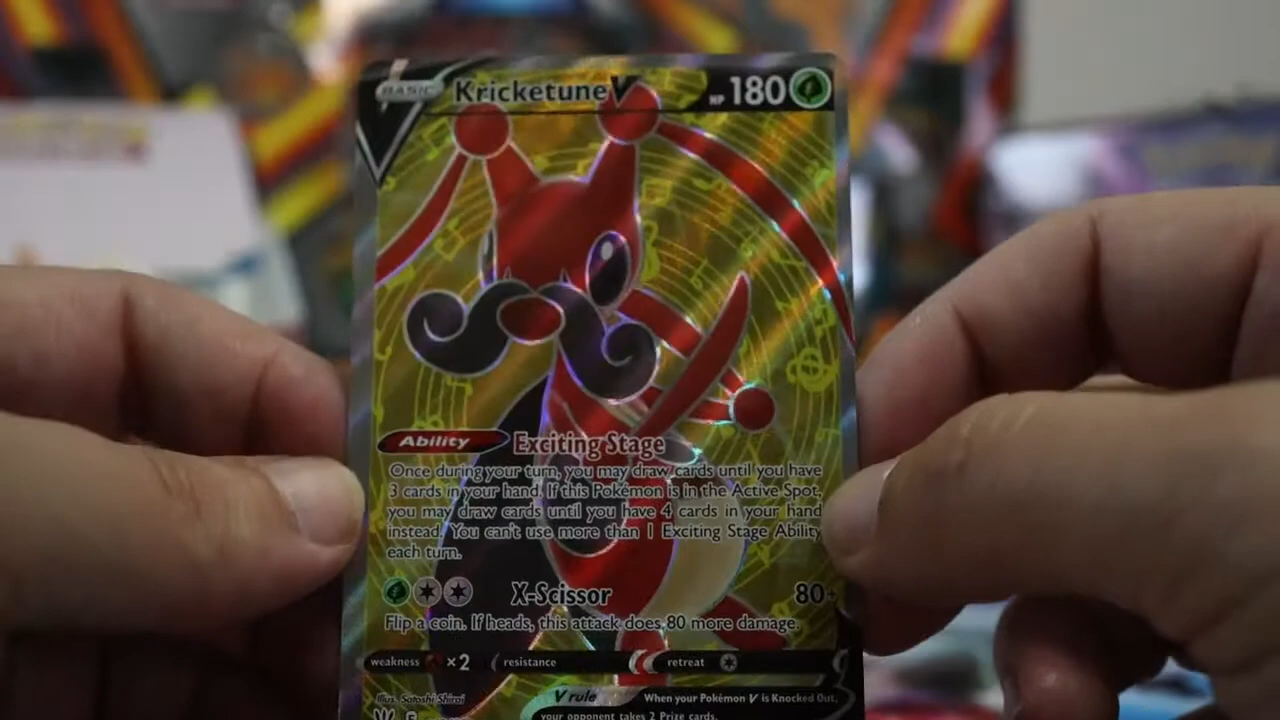 BASIC Kricketune V HP 180
Ability Exciting Stage
Once during your turn, you may draw cards until you have
3 cards in your hand. If this Pokémon is in the Active Spot,
you may draw cards until you have 4 cards in your hand
instead. You can't use more than 1 Exciting Stage Ability
each turn.
X-Scissor 80+
Flip a coin. If heads, this attack does 80 more damage.
weakness ×2 resistance retreat
Illus. Satoshi Shirai
V rule When your Pokémon V is Knocked Out,
your opponent takes 2 Prize cards.